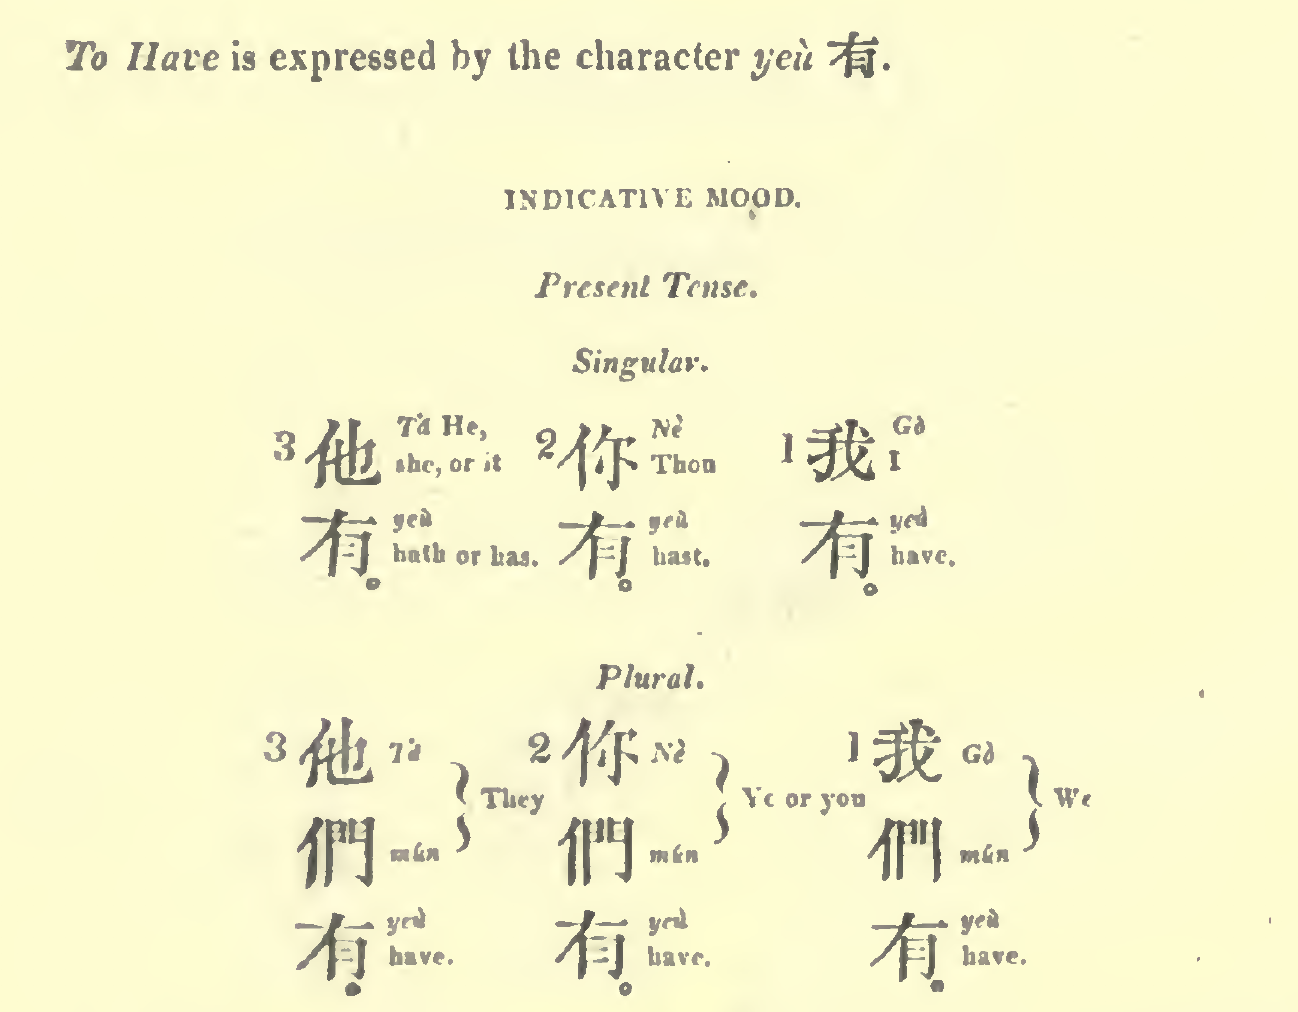 To Have is expressed by the character yeù 有.
INDICATIVE MOOD.
Present Tense.
Singular.
3 他 T'a He, 2 你 Nè 1 我 Gò
she, or it Thou I
有 yeù 有 yeù 有 yeù
。 hath or has. 。 hast. 。 have.
Plural.
3 他 T'a 2 你 Nè 1 我 Gò
They Ye or you We
們 mún 們 mún 們 mún
有 yeù 有 yeù 有 yeù
。 have. 。 have. 。 have.